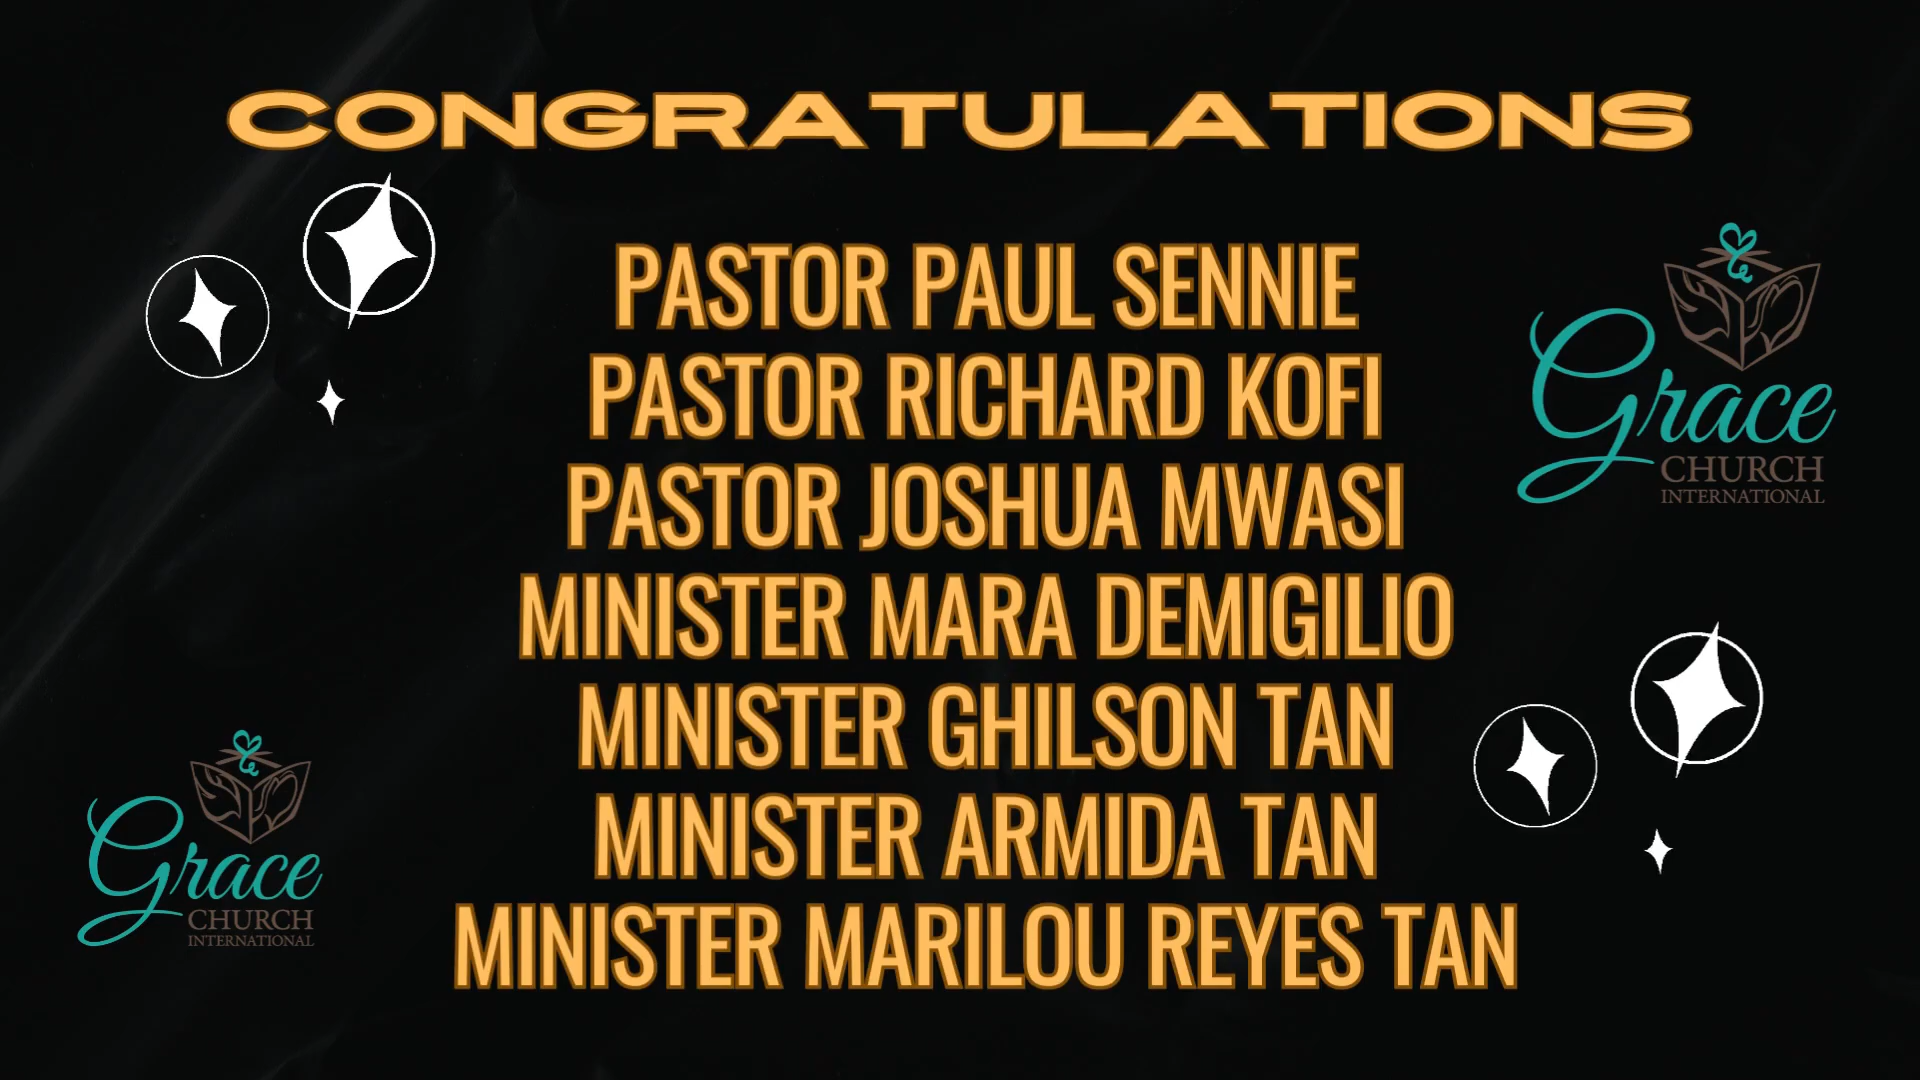 CONGRATULATIONS
PASTOR PAUL SENNIE
PASTOR RICHARD KOFI
PASTOR JOSHUA MWASI
MINISTER MARA DEMIGILIO
MINISTER GHILSON TAN
MINISTER ARMIDA TAN
MINISTER MARILOU REYES TAN
Grace
CHURCH
INTERNATIONAL
Grace
CHURCH
INTERNATIONAL